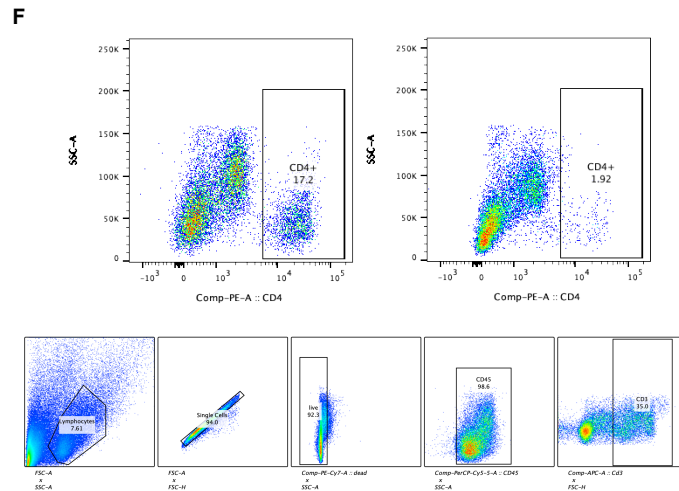 F
250K
200K
150K
100K
50K
0
SSC-A
CD4+
17.2
-10³ 0 10³ 10⁴ 10⁵
Comp-PE-A :: CD4
250K
200K
150K
100K
50K
0
SSC-A
CD4+
1.92
-10³ 0 10³ 10⁴ 10⁵
Comp-PE-A :: CD4
Lymphocytes
7.61
FSC-A
x
SSC-A
Single Cells
94.0
FSC-A
x
FSC-H
live
92.3
Comp-PE-Cy7-A :: dead
x
SSC-A
CD45
98.6
Comp-PerCP-Cy5-5-A :: CD45
x
SSC-A
CD3
35.0
Comp-APC-A :: Cd3
x
FSC-H